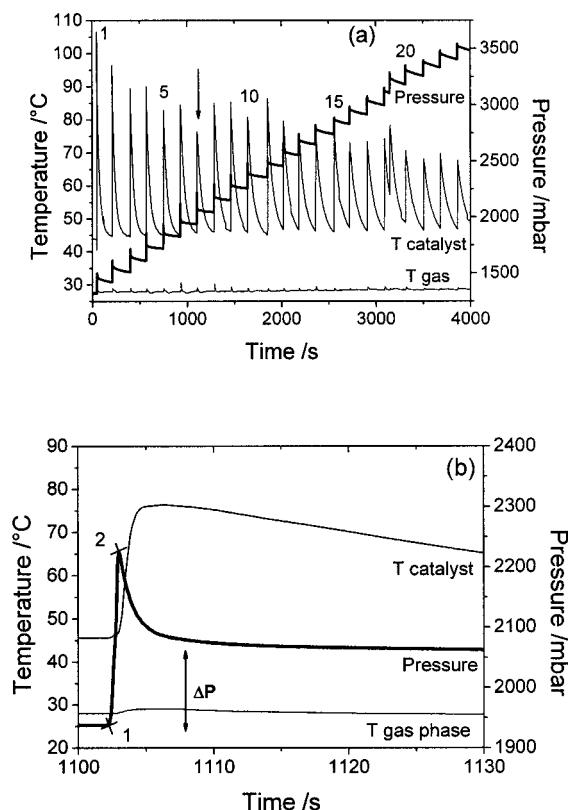 (a)
110
100
90
80
70
60
50
40
30
3500
3000
2500
2000
1500
1
5
10
15
20
Pressure
T catalyst
T gas
Temperature /°C
Pressure /mbar
0
1000
2000
3000
4000
Time /s
(b)
90
80
70
60
50
40
30
20
2400
2300
2200
2100
2000
1900
2
1
T catalyst
Pressure
ΔP
T gas phase
Temperature /°C
Pressure /mbar
1100
1110
1120
1130
Time /s